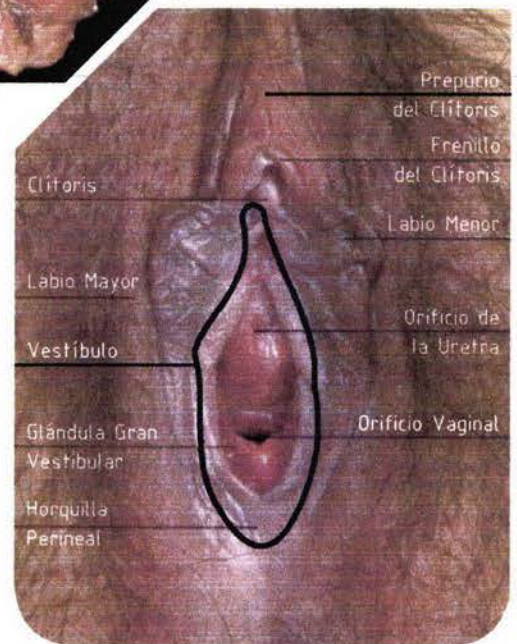 Prepucio
del Clítoris
Frenillo
del Clítoris
Clítoris
Labio Menor
Labio Mayor
Orificio de
la Uretra
Vestíbulo
Orificio Vaginal
Glándula Gran
Vestibular
Horquilla
Perineal